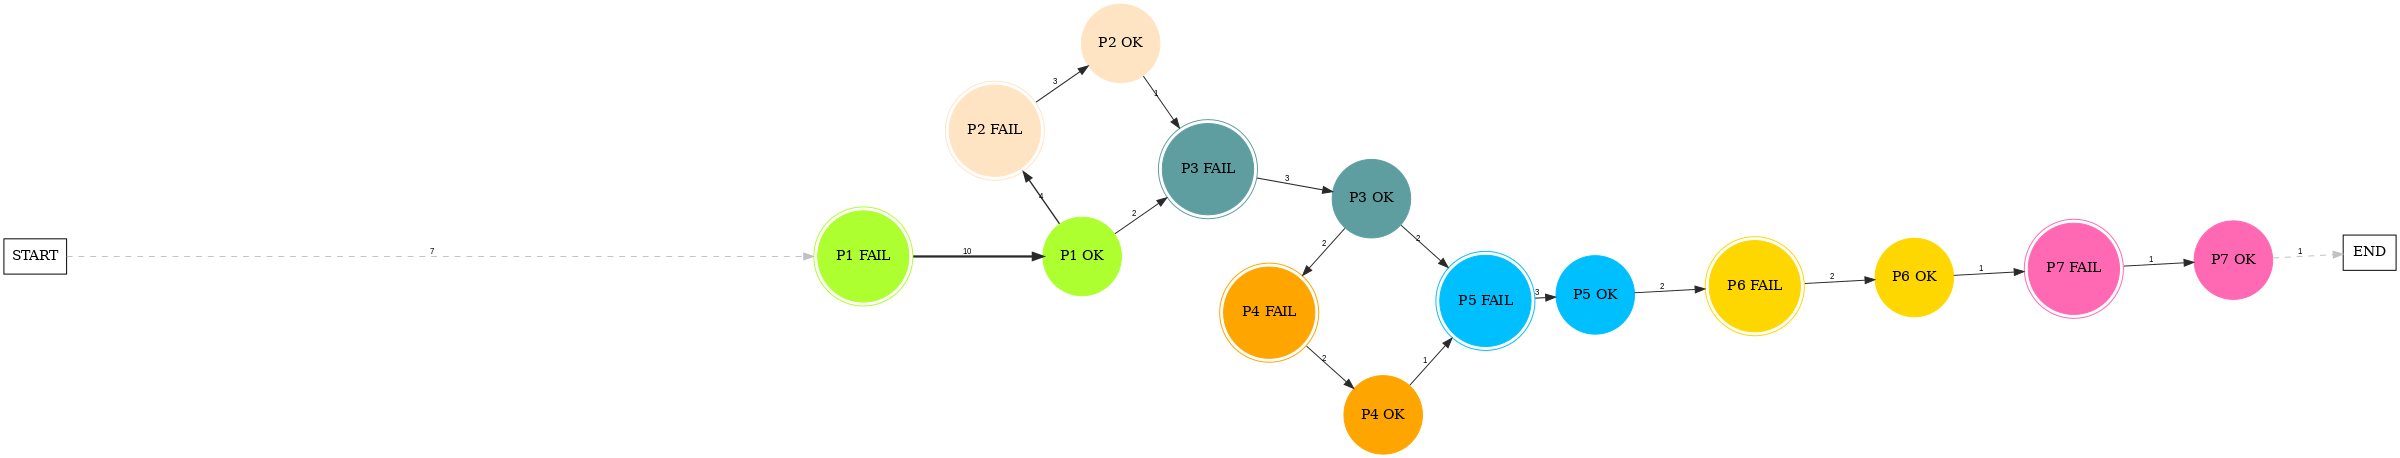 START
7
P1 FAIL
10
P1 OK
4
P2 FAIL
3
P2 OK
1
2
P3 FAIL
3
P3 OK
2
2
P4 FAIL
2
P4 OK
1
P5 FAIL
3
P5 OK
2
P6 FAIL
2
P6 OK
1
P7 FAIL
1
P7 OK
1
END